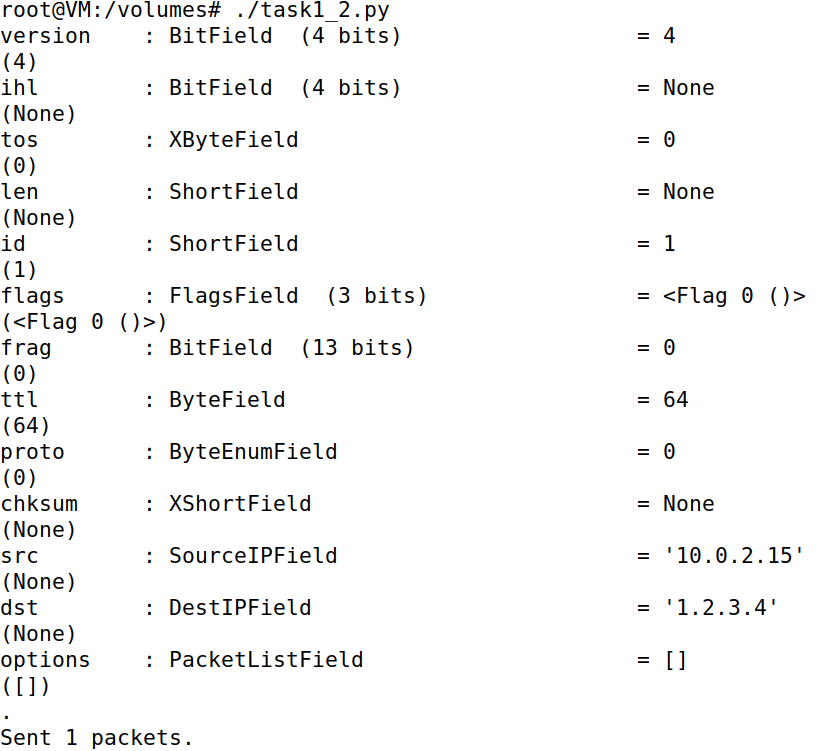 root@VM:/volumes# ./task1_2.py
version    : BitField  (4 bits)                  = 4
(4)
ihl        : BitField  (4 bits)                  = None
(None)
tos        : XByteField                          = 0
(0)
len        : ShortField                          = None
(None)
id         : ShortField                          = 1
(1)
flags      : FlagsField  (3 bits)                = <Flag 0 ()>
(<Flag 0 ()>)
frag       : BitField  (13 bits)                 = 0
(0)
ttl        : ByteField                           = 64
(64)
proto      : ByteEnumField                       = 0
(0)
chksum     : XShortField                         = None
(None)
src        : SourceIPField                       = '10.0.2.15'
(None)
dst        : DestIPField                         = '1.2.3.4'
(None)
options    : PacketListField                     = []
([])
.
Sent 1 packets.